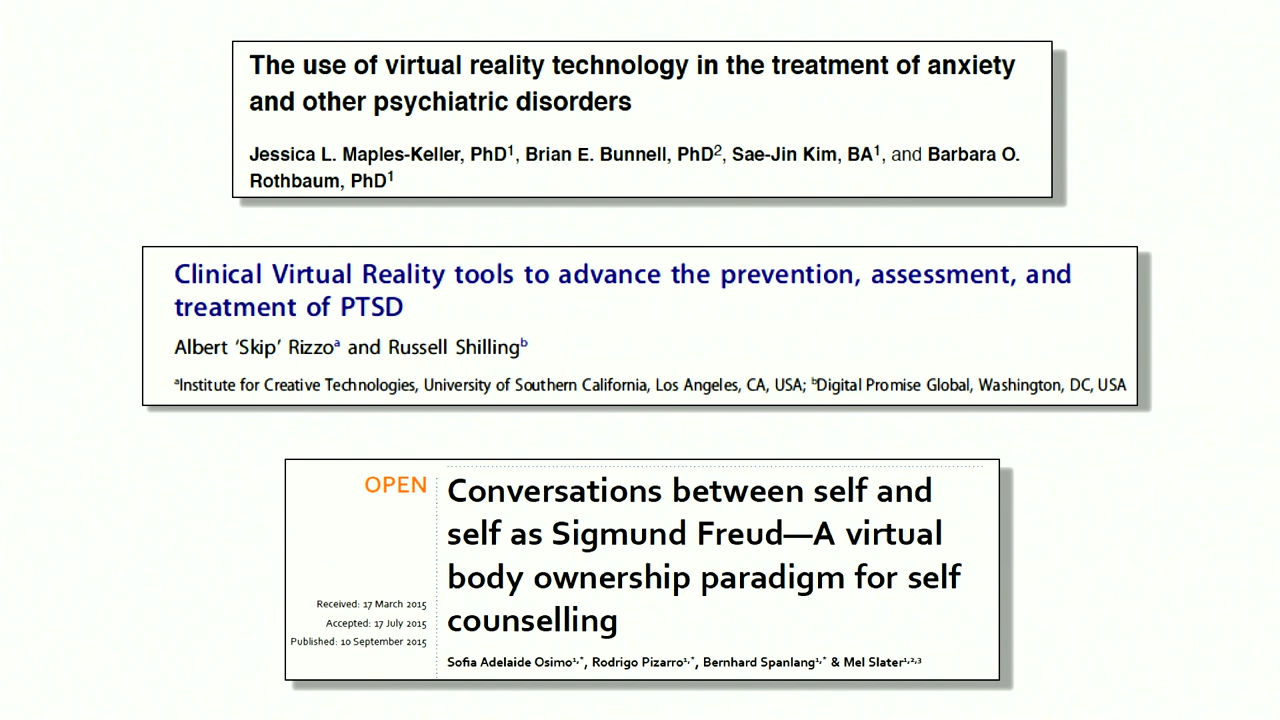 The use of virtual reality technology in the treatment of anxiety
and other psychiatric disorders
Jessica L. Maples-Keller, PhD1, Brian E. Bunnell, PhD2, Sae-Jin Kim, BA1, and Barbara O.
Rothbaum, PhD1
Clinical Virtual Reality tools to advance the prevention, assessment, and
treatment of PTSD
Albert ‘Skip’ Rizzoa and Russell Shillingb
aInstitute for Creative Technologies, University of Southern California, Los Angeles, CA, USA; bDigital Promise Global, Washington, DC, USA
OPEN
Conversations between self and
self as Sigmund Freud—A virtual
body ownership paradigm for self
counselling
Received: 17 March 2015
Accepted: 17 July 2015
Published: 10 September 2015
Sofia Adelaide Osimo1,*, Rodrigo Pizarro1,*, Bernhard Spanlang1,* & Mel Slater1,2,3